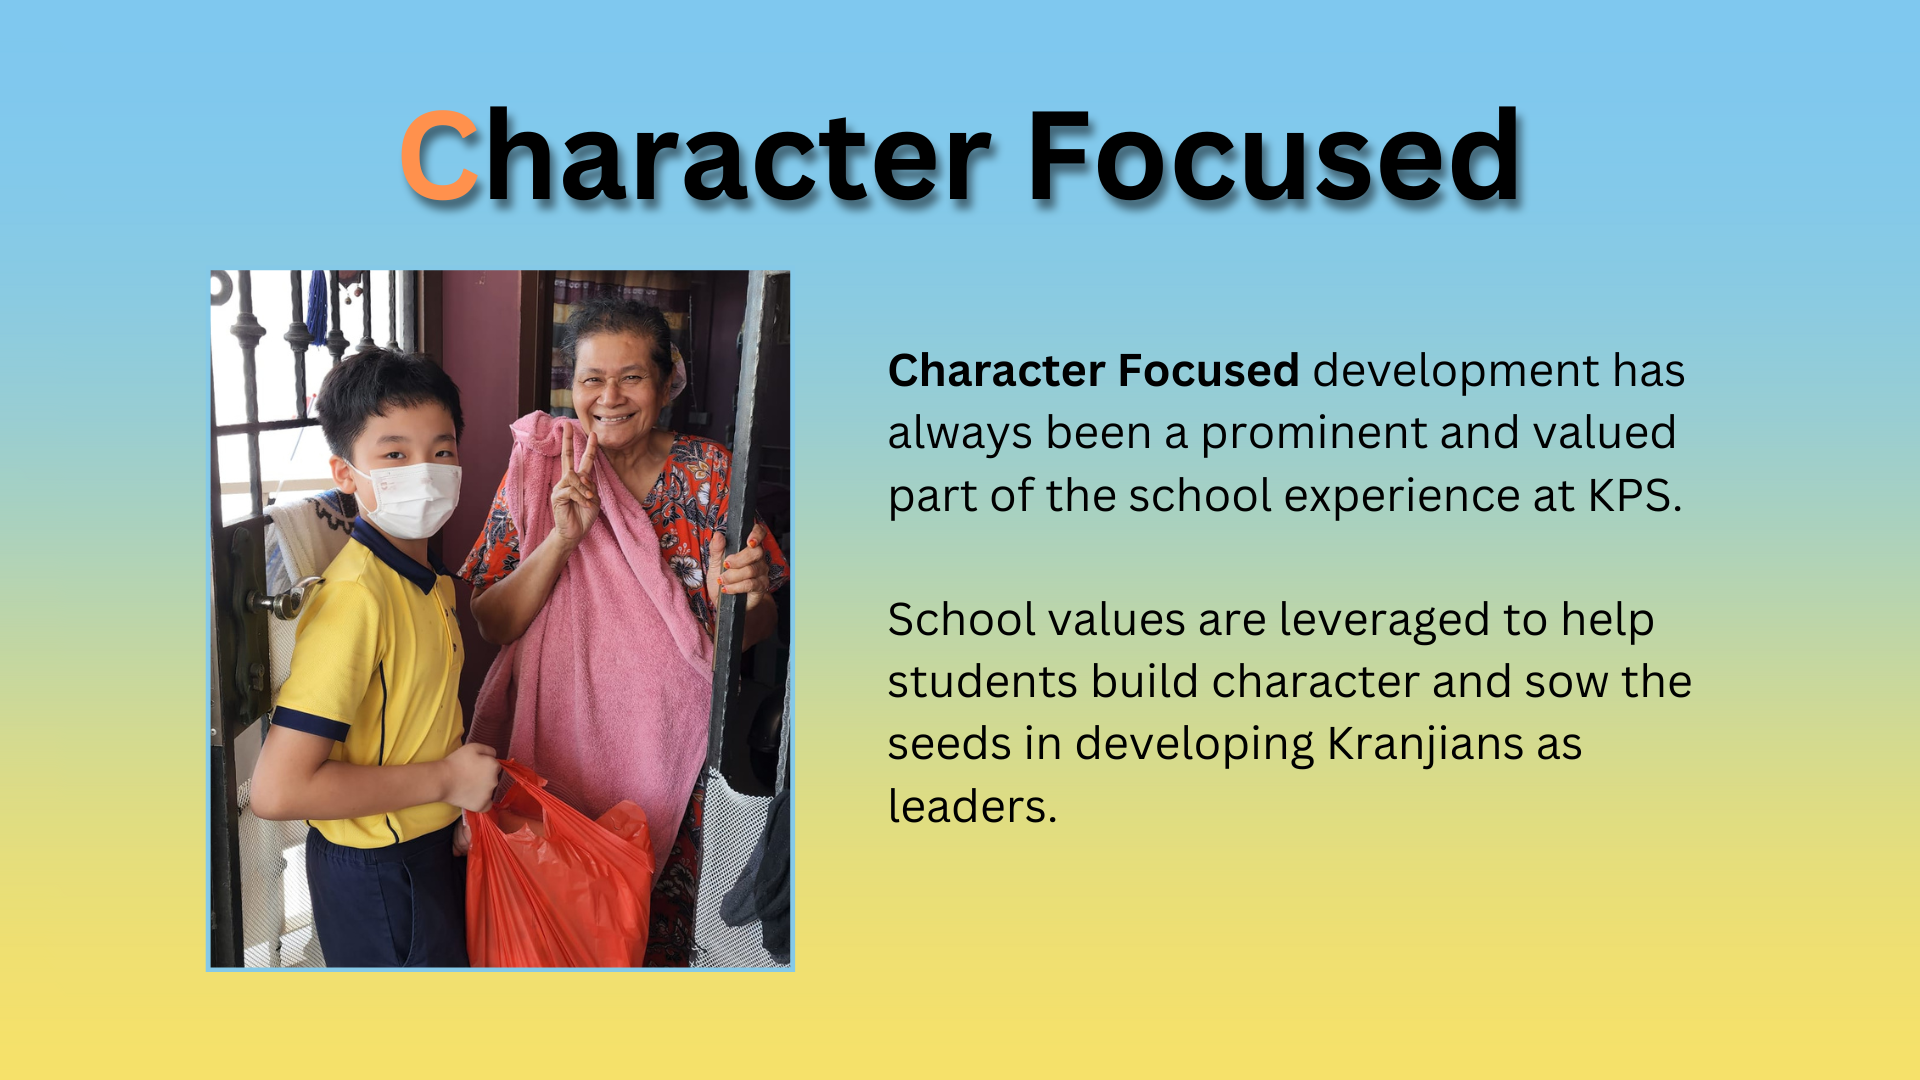 Character Focused
Character Focused development has
always been a prominent and valued
part of the school experience at KPS.
School values are leveraged to help
students build character and sow the
seeds in developing Kranjians as
leaders.